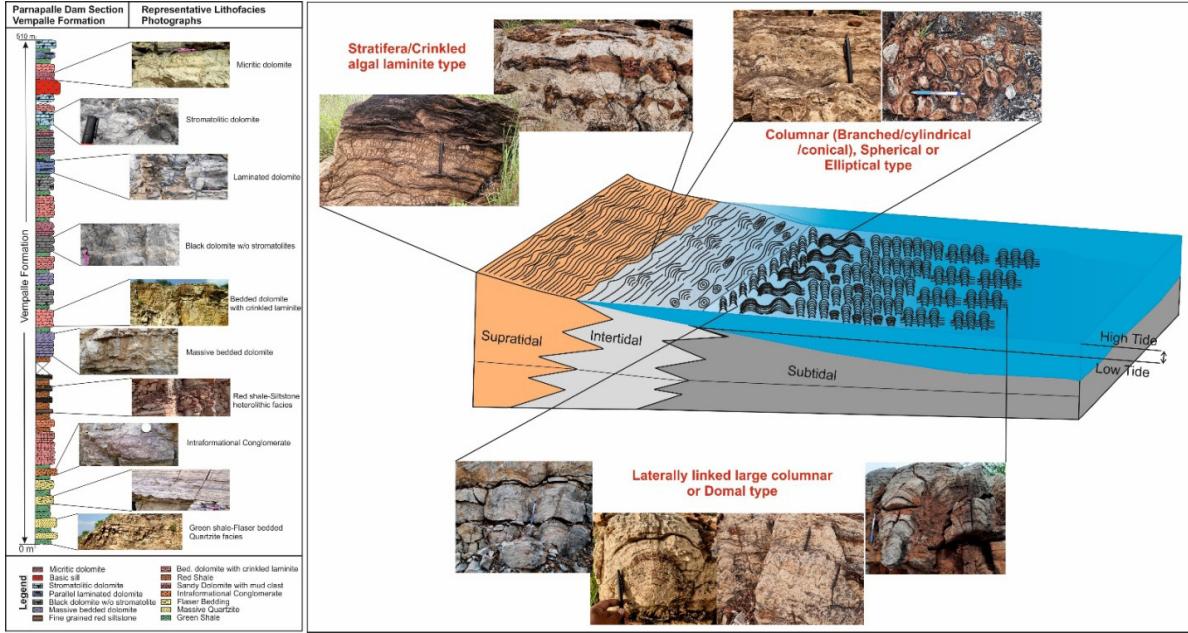 Parnapalle Dam Section
Vempalle Formation
Representative Lithofacies
Photographs
510 m
Vempalle Formation
0 m
Micritic dolomite
Stromatolitic dolomite
Laminated dolomite
Black dolomite w/o stromatolites
Bedded dolomite
with crinkled laminite
Massive bedded dolomite
Red shale-Siltstone
heterolithic facies
Intraformational Conglomerate
Green shale-Flaser bedded
Quartzite facies
Legend
Micritic dolomite
Basic sill
Stromatolitic dolomite
Parallel laminated dolomite
Black dolomite w/o stromatolite
Massive bedded dolomite
Fine grained red siltstone
Bed. dolomite with crinkled laminite
Red Shale
Sandy Dolomite with mud clast
Intraformational Conglomerate
Flaser Bedding
Massive Quartzite
Green Shale
Stratifera/Crinkled
algal laminite type
Columnar (Branched/cylindrical
/conical), Spherical or
Elliptical type
Supratidal
Intertidal
Subtidal
High Tide
Low Tide
Laterally linked large columnar
or Domal type